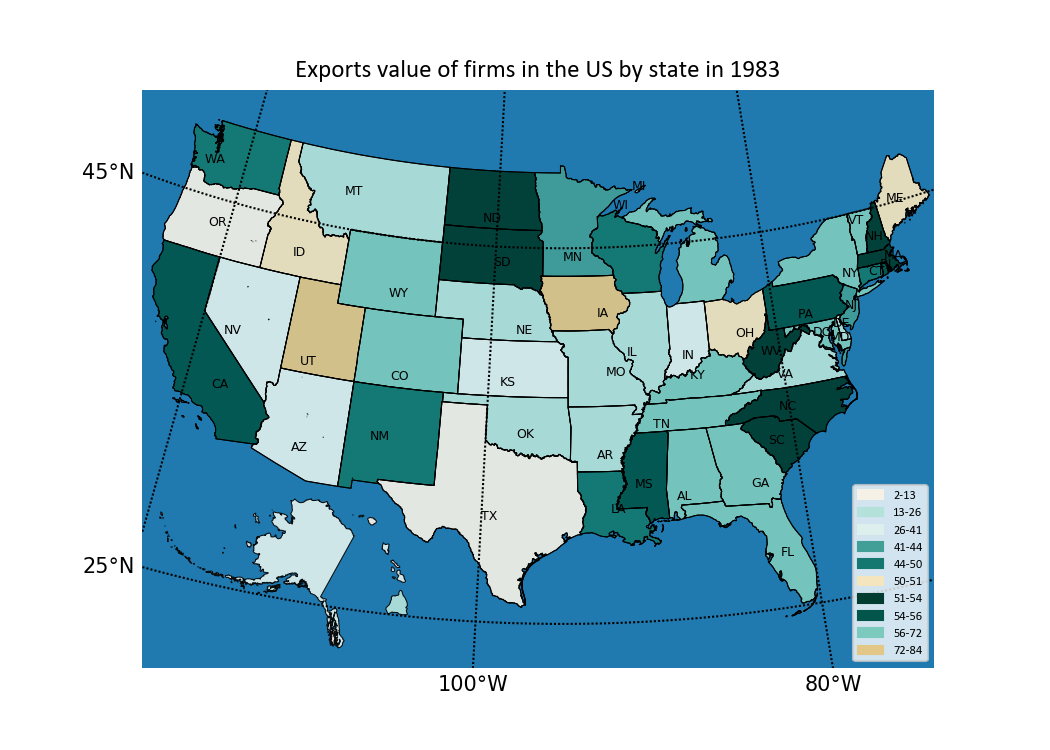 Exports value of firms in the US by state in 1983
45°N
25°N
100°W
80°W
WA
MT
ND
MN
WI
MI
VT
ME
NH
MA
OR
ID
SD
WY
NY
CT
NV
UT
CO
NE
IA
IL
IN
OH
PA
NJ
DE
MD
DC
WV
VA
CA
KS
MO
KY
AZ
NM
OK
AR
TN
NC
SC
TX
LA
MS
AL
GA
FL
2-13
13-26
26-41
41-44
44-50
50-51
51-54
54-56
56-72
72-84